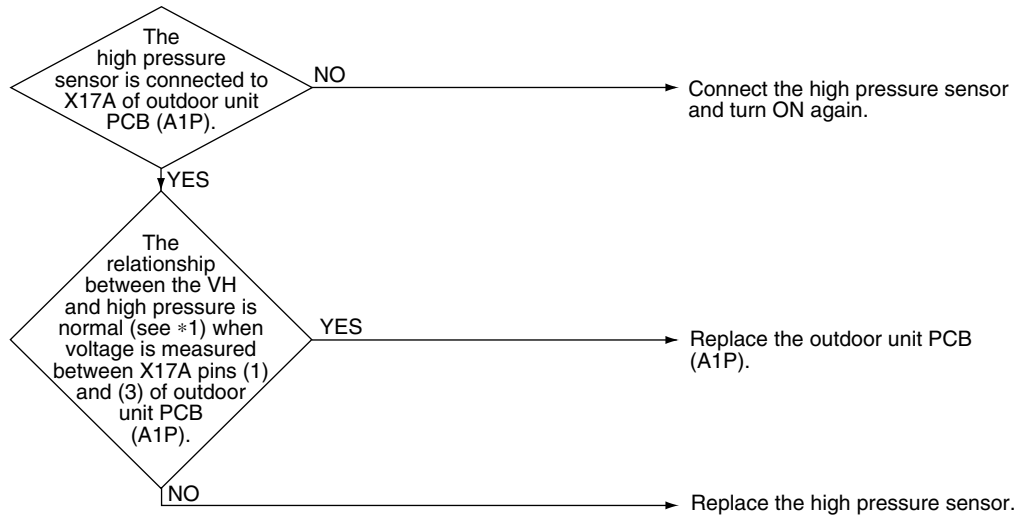 The
high pressure
sensor is connected to
X17A of outdoor unit
PCB (A1P).
NO
Connect the high pressure sensor
and turn ON again.
YES
The
relationship
between the VH
and high pressure is
normal (see *1) when
voltage is measured
between X17A pins (1)
and (3) of outdoor
unit PCB
(A1P).
YES
Replace the outdoor unit PCB
(A1P).
NO
Replace the high pressure sensor.